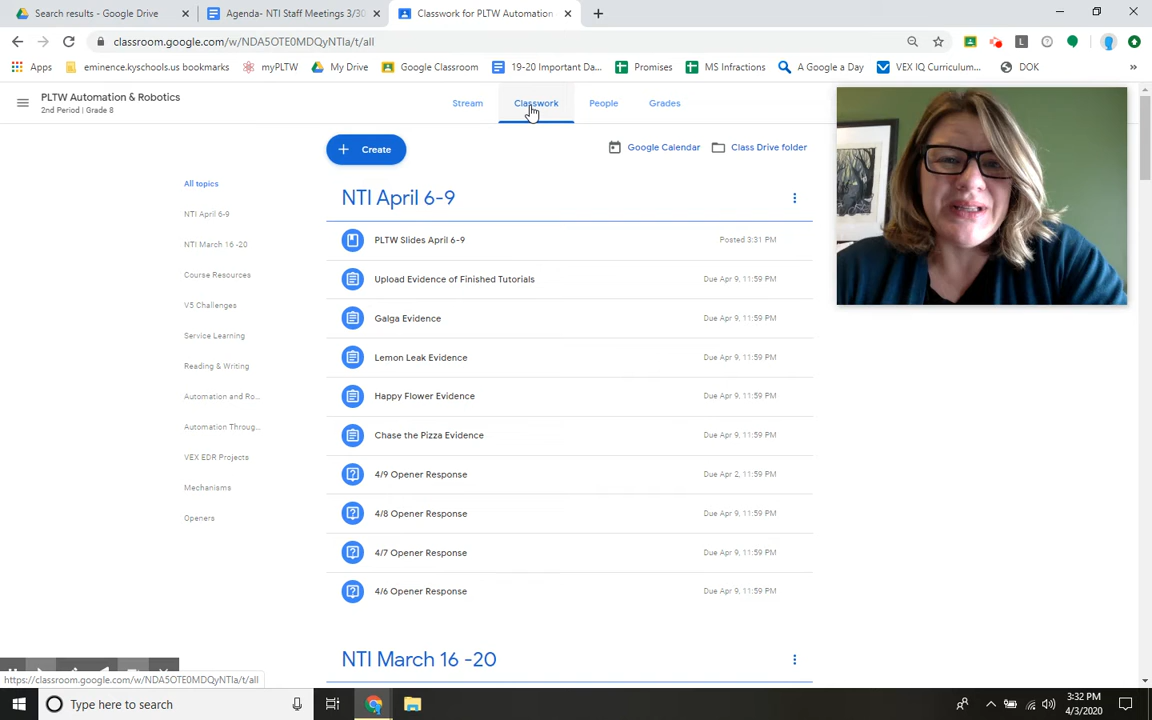 Search results - Google Drive
Agenda- NTI Staff Meetings 3/30
Classwork for PLTW Automation
classroom.google.com/w/NDA5OTE0MDQyNTIa/t/all
Apps
eminence.kyschools.us bookmarks
myPLTW
My Drive
Google Classroom
19-20 Important Da...
Promises
MS Infractions
A Google a Day
VEX IQ Curriculum...
DOK
PLTW Automation & Robotics
2nd Period | Grade 8
Stream
Classwork
People
Grades
Create
Google Calendar
Class Drive folder
All topics
NTI April 6-9
NTI March 16 -20
Course Resources
V5 Challenges
Service Learning
Reading & Writing
Automation and Ro...
Automation Throug...
VEX EDR Projects
Mechanisms
Openers
NTI April 6-9
PLTW Slides April 6-9 Posted 3:31 PM
Upload Evidence of Finished Tutorials Due Apr 9, 11:59 PM
Galga Evidence Due Apr 9, 11:59 PM
Lemon Leak Evidence Due Apr 9, 11:59 PM
Happy Flower Evidence Due Apr 9, 11:59 PM
Chase the Pizza Evidence Due Apr 9, 11:59 PM
4/9 Opener Response Due Apr 2, 11:59 PM
4/8 Opener Response Due Apr 9, 11:59 PM
4/7 Opener Response Due Apr 9, 11:59 PM
4/6 Opener Response Due Apr 9, 11:59 PM
NTI March 16 -20
https://classroom.google.com/w/NDA5OTE0MDQyNTIa/t/all
Type here to search
3:32 PM
4/3/2020